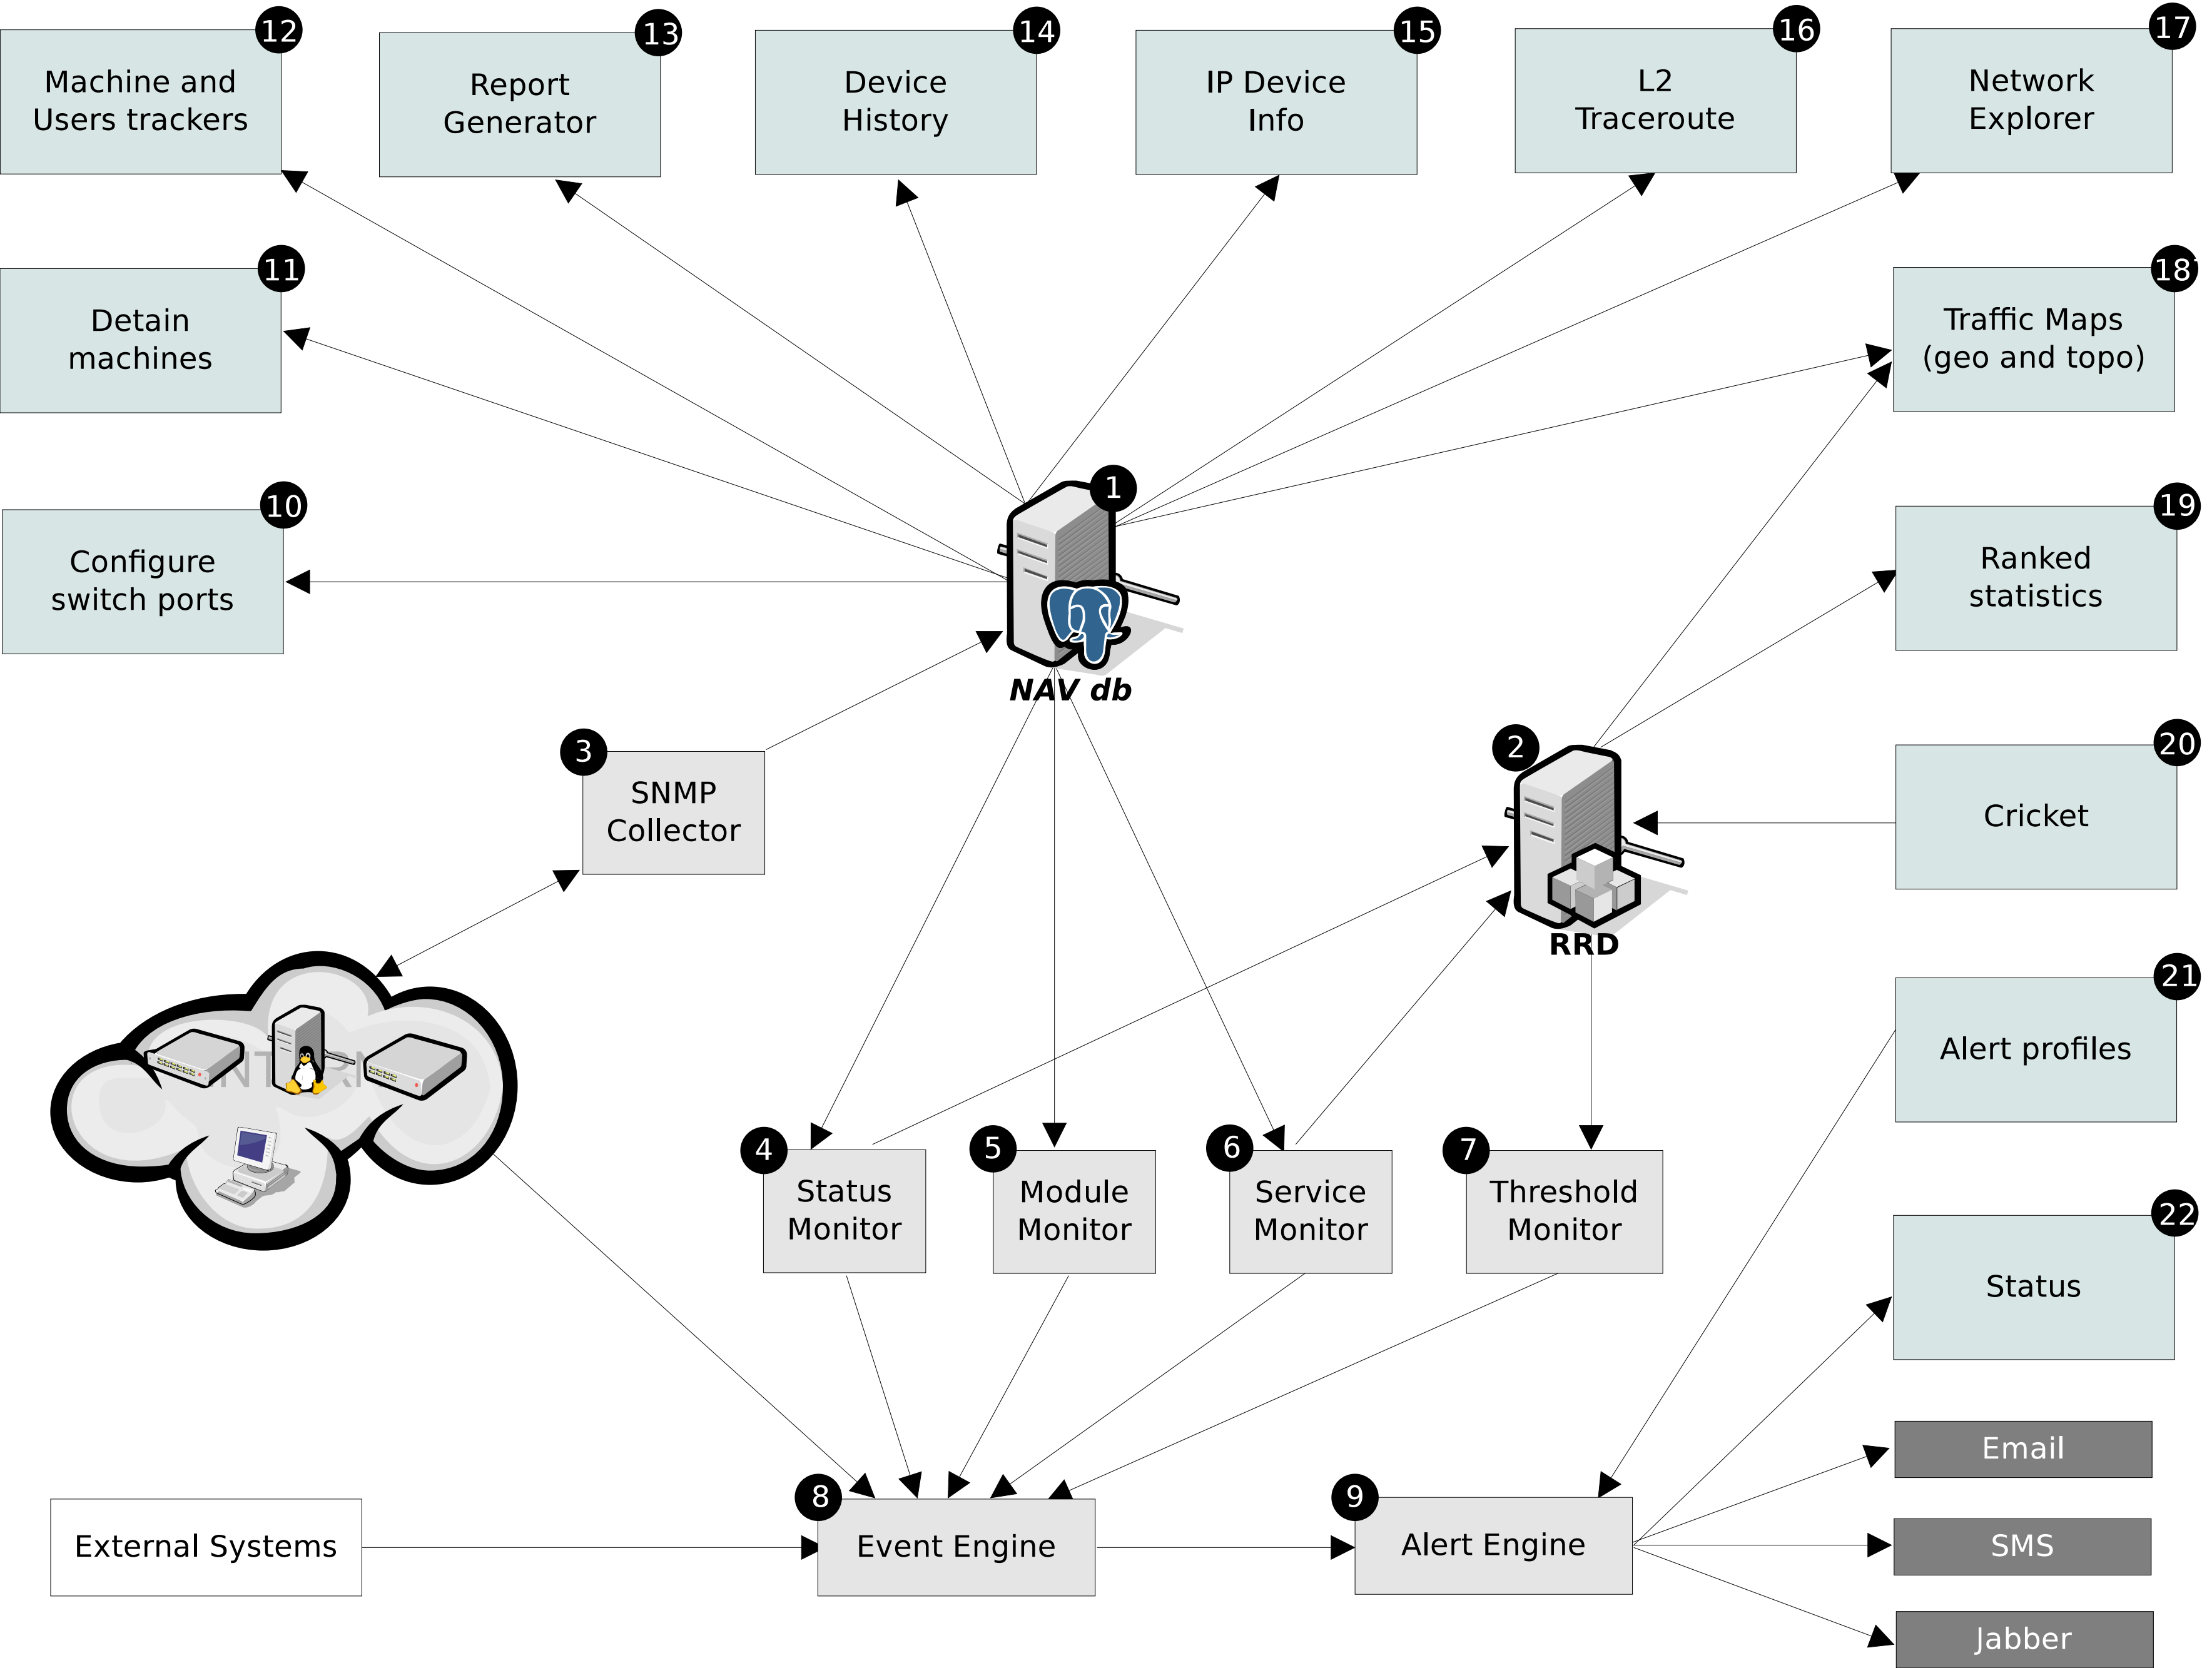 12
Machine and
Users trackers
13
Report
Generator
14
Device
History
15
IP Device
Info
16
L2
Traceroute
17
Network
Explorer
11
Detain
machines
18
Traffic Maps
(geo and topo)
10
Configure
switch ports
1
NAV db
19
Ranked
statistics
3
SNMP
Collector
2
RRD
20
Cricket
21
Alert profiles
4
Status
Monitor
5
Module
Monitor
6
Service
Monitor
7
Threshold
Monitor
22
Status
External Systems
8
Event Engine
9
Alert Engine
Email
SMS
Jabber